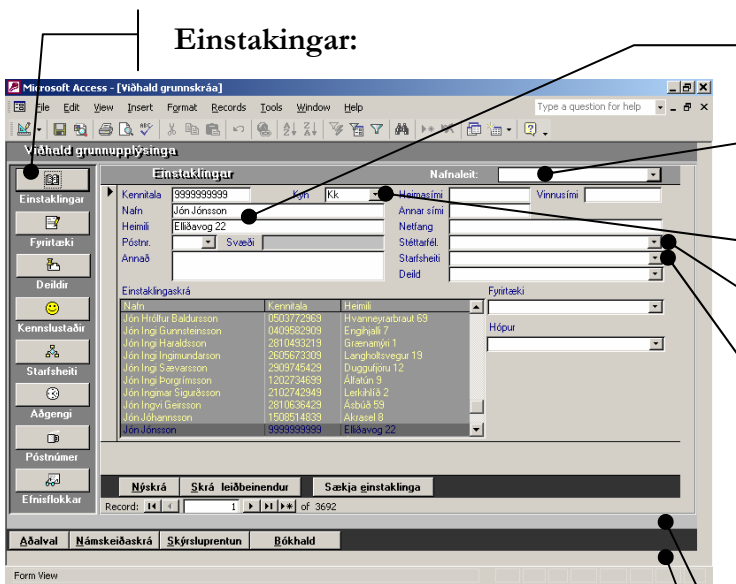 Einstakingar:
Microsoft Access - [Viðhald grunnskráa]
File Edit View Insert Format Records Tools Window Help Type a question for help
Viðhald grunnupplýsinga
Einstaklingar Nafnaleit:
Einstaklingar
Fyrirtæki
Deildir
Kennslustaðir
Starfsheiti
Aðgengi
Póstnúmer
Efnisflokkar
Kennitala 9999999999 Kyn Kk Heimasími Vinnusími
Nafn Jón Jónsson Annar sími
Heimili Elliðavog 22 Netfang
Póstnr. Svæði Stéttarfél.
Annað Starfsheiti
Deild
Einstaklingaskrá Fyrirtæki
Nafn Kennitala Heimili
Jón Hrólfur Baldursson 0503772969 Hvanneyrarbraut 69
Jón Ingi Gunnsteinsson 0409582909 Engihjalli 7
Jón Ingi Haraldsson 2810493219 Grænamýri 1
Jón Ingi Ingimundarson 2605673309 Langholtsvegur 19
Jón Ingi Sævarsson 2909745429 Duggufjöru 12
Jón Ingi Þorgrímsson 1202734699 Álfatún 9
Jón Ingimar Sigurðsson 2102742949 Lerkihlíð 2
Jón Ingvi Geirsson 2810636429 Ásbúð 59
Jón Jóhannsson 1508514839 Akrasel 8
Jón Jónsson 9999999999 Elliðavog 22
Hópur
Nýskrá Skrá leiðbeinendur Sækja einstaklinga
Record: 1 of 3692
Aðalval Námskeiðaskrá Skýrsluprentun Bókhald
Form View